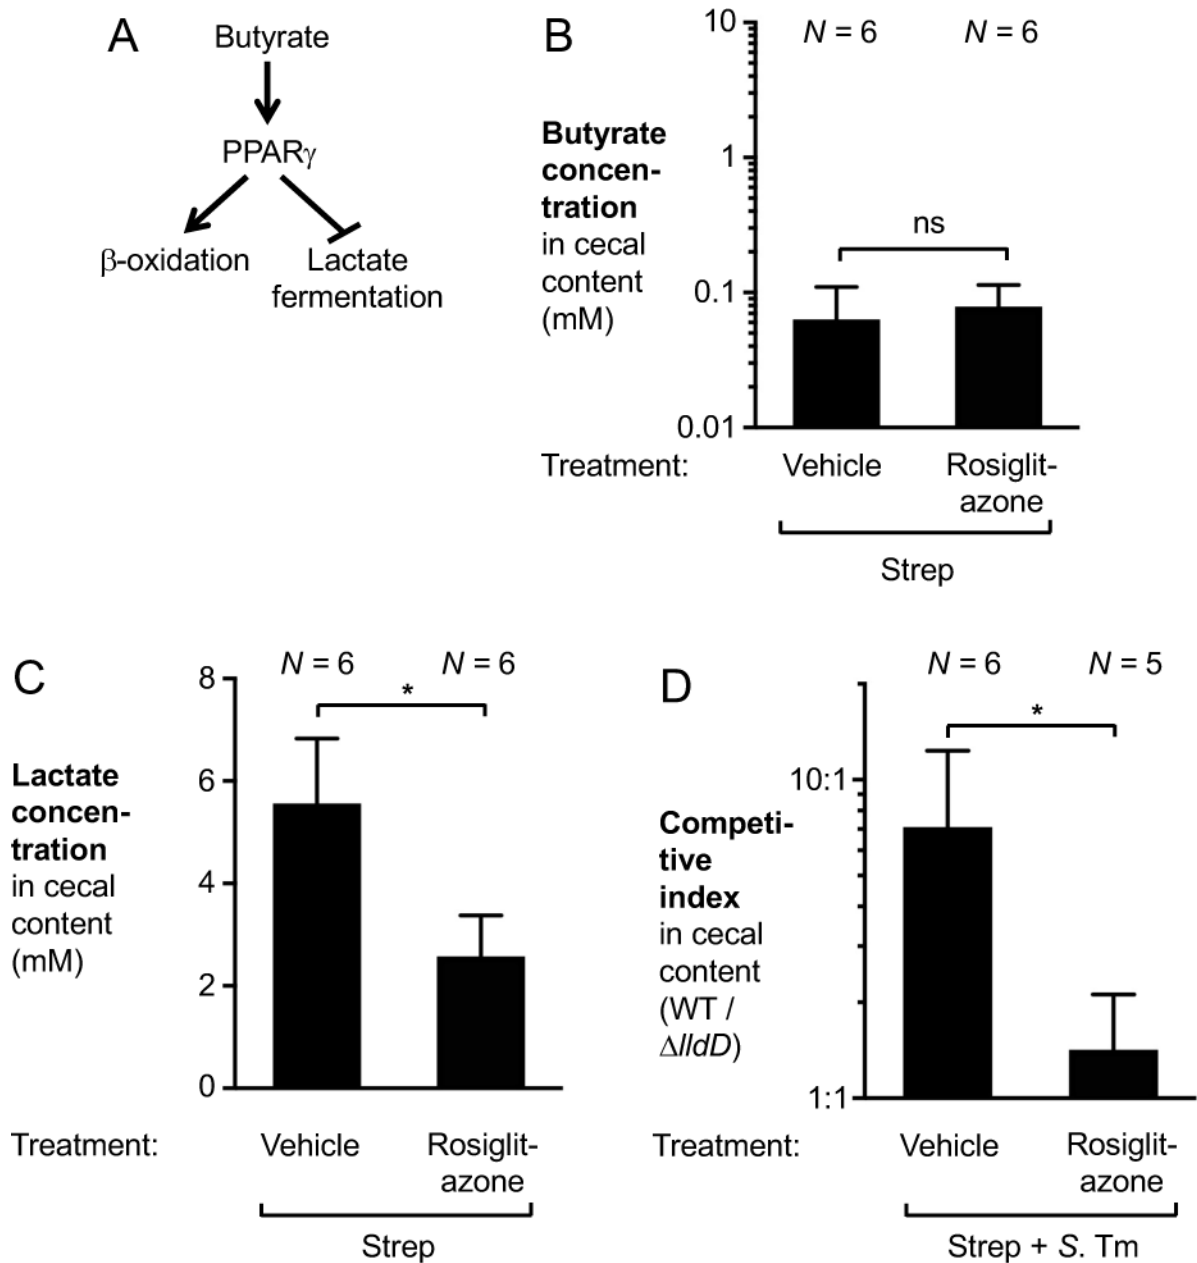 A
Butyrate
PPARγ
β-oxidation
Lactate
fermentation
B
N = 6
N = 6
Butyrate
concen-
tration
in cecal
content
(mM)
10
1
0.1
0.01
ns
Treatment:
Vehicle
Rosiglit-
azone
Strep
C
N = 6
N = 6
*
Lactate
concen-
tration
in cecal
content
(mM)
8
6
4
2
0
Treatment:
Vehicle
Rosiglit-
azone
Strep
D
N = 6
N = 5
*
Competi-
tive
index
in cecal
content
(WT /
ΔlldD)
10:1
1:1
Treatment:
Vehicle
Rosiglit-
azone
Strep + S. Tm